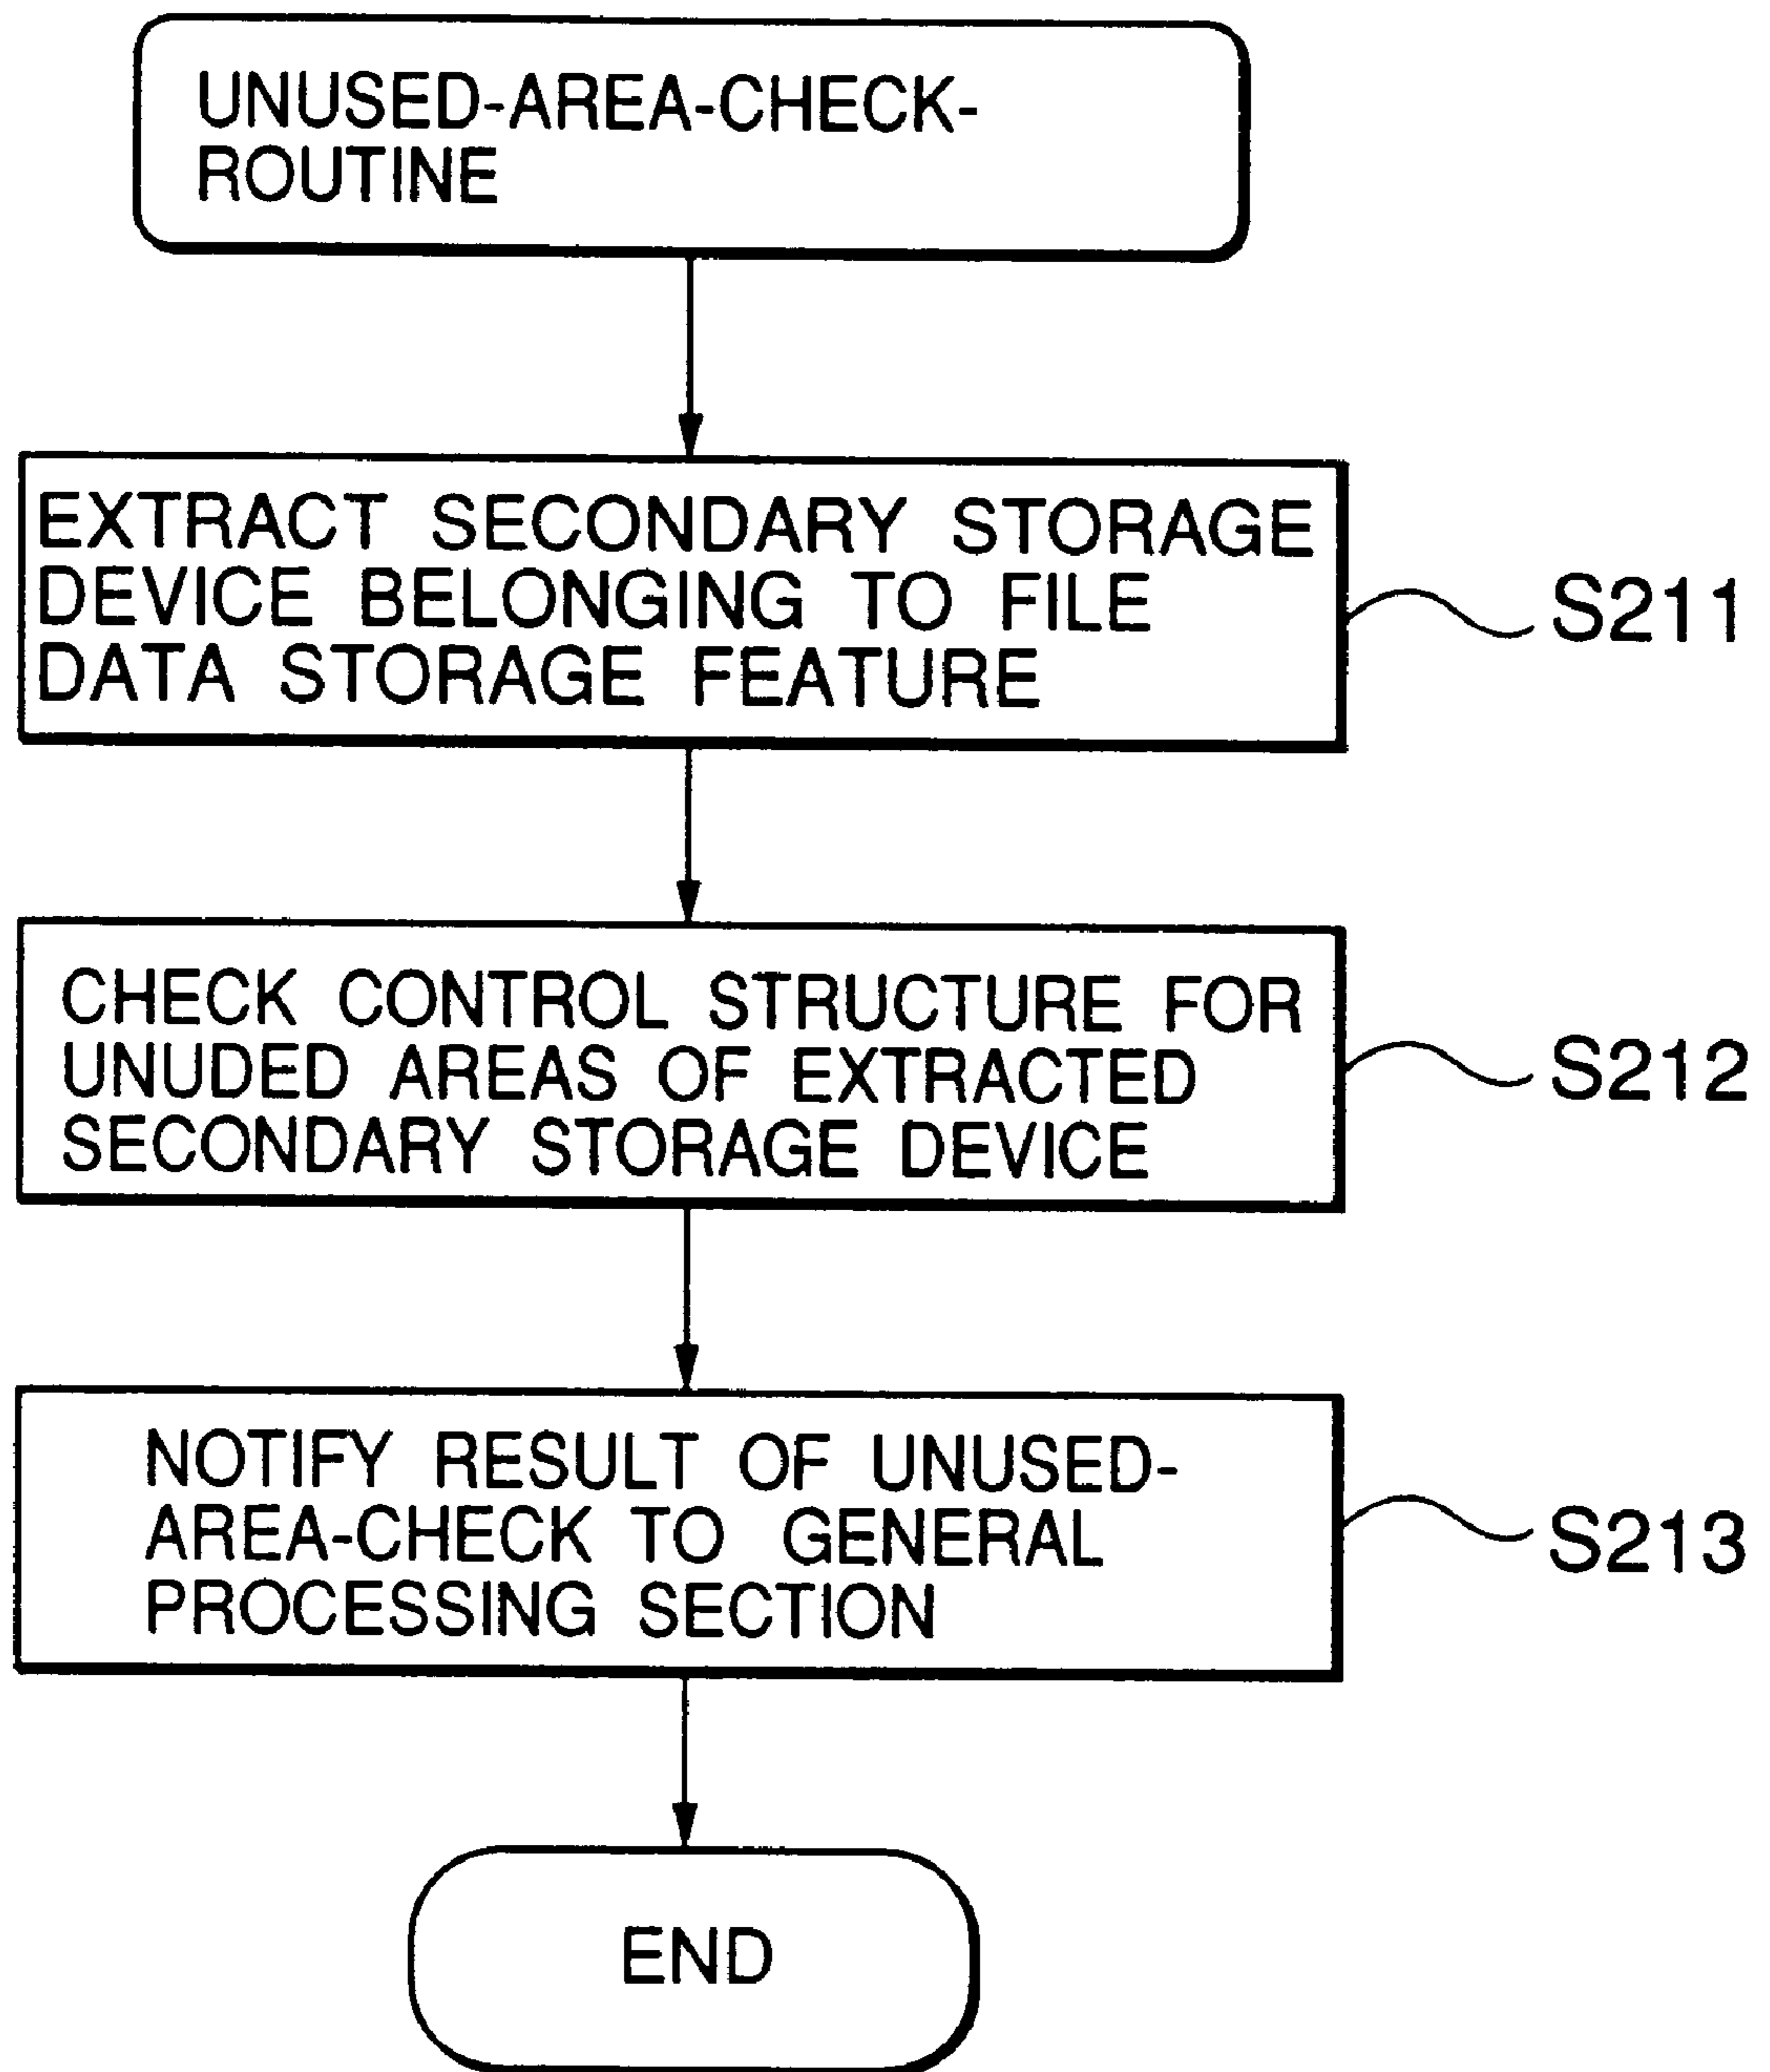 UNUSED-AREA-CHECK-
ROUTINE
EXTRACT SECONDARY STORAGE
DEVICE BELONGING TO FILE
DATA STORAGE FEATURE
S211
CHECK CONTROL STRUCTURE FOR
UNUDED AREAS OF EXTRACTED
SECONDARY STORAGE DEVICE
S212
NOTIFY RESULT OF UNUSED-
AREA-CHECK TO GENERAL
PROCESSING SECTION
S213
END